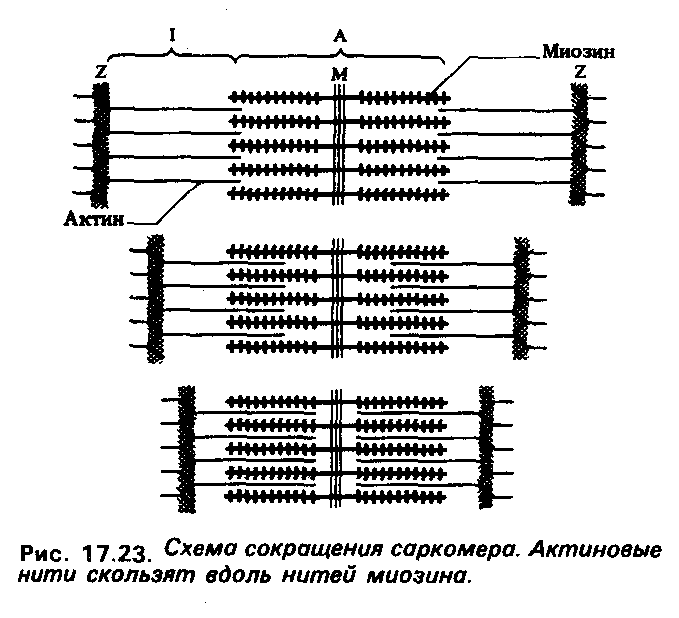 I
A
Миозин
Z
M
Z
Актин
Рис. 17.23. Схема сокращения саркомера. Актиновые
нити скользят вдоль нитей миозина.